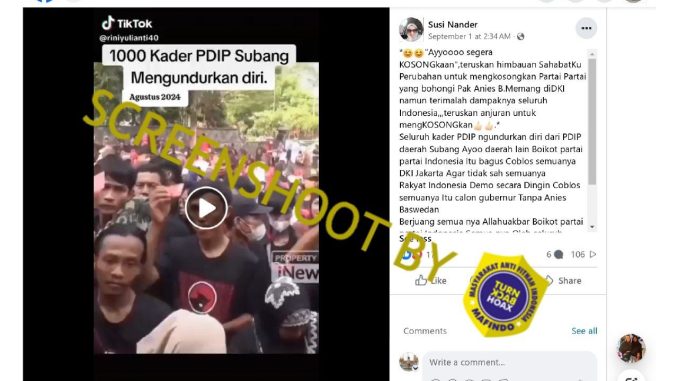 TikTok
@riniyulianti40
1000 Kader PDIP Subang
Mengundurkan diri.
Agustus 2024
PROPERTY
iNew
SCREENSHOOT BY
MASYARAKAT ANTI FITNAH INDONESIA
TURN
BACK
HOAX
MAFINDO
Susi Nander
September 1 at 2:34 AM
*😄😄"Ayyoooo segera
KOSONGkaan",teruskan himbauan SahabatKu
Perubahan untuk mengkosongkan Partai Partai
yang bohongi Pak Anies B.Memang diDKI
namun terimalah dampaknya seluruh
Indonesia,,,teruskan anjuran untuk
mengKOSONGkan👍🏻👍🏻.*
Seluruh kader PDIP ngundurkan diri dari PDIP
daerah Subang Ayoo daerah lain Boikot partai
partai Indonesia Itu bagus Coblos semuanya
DKI Jakarta Agar tidak sah semuanya
Rakyat Indonesia Demo secara Dingin Coblos
semuanya Itu calon gubernur Tanpa Anies
Baswedan
Berjuang semua nya Allahuakbar Boikot partai
17
6
106
Like
Share
Comments
See all
Write a comment...